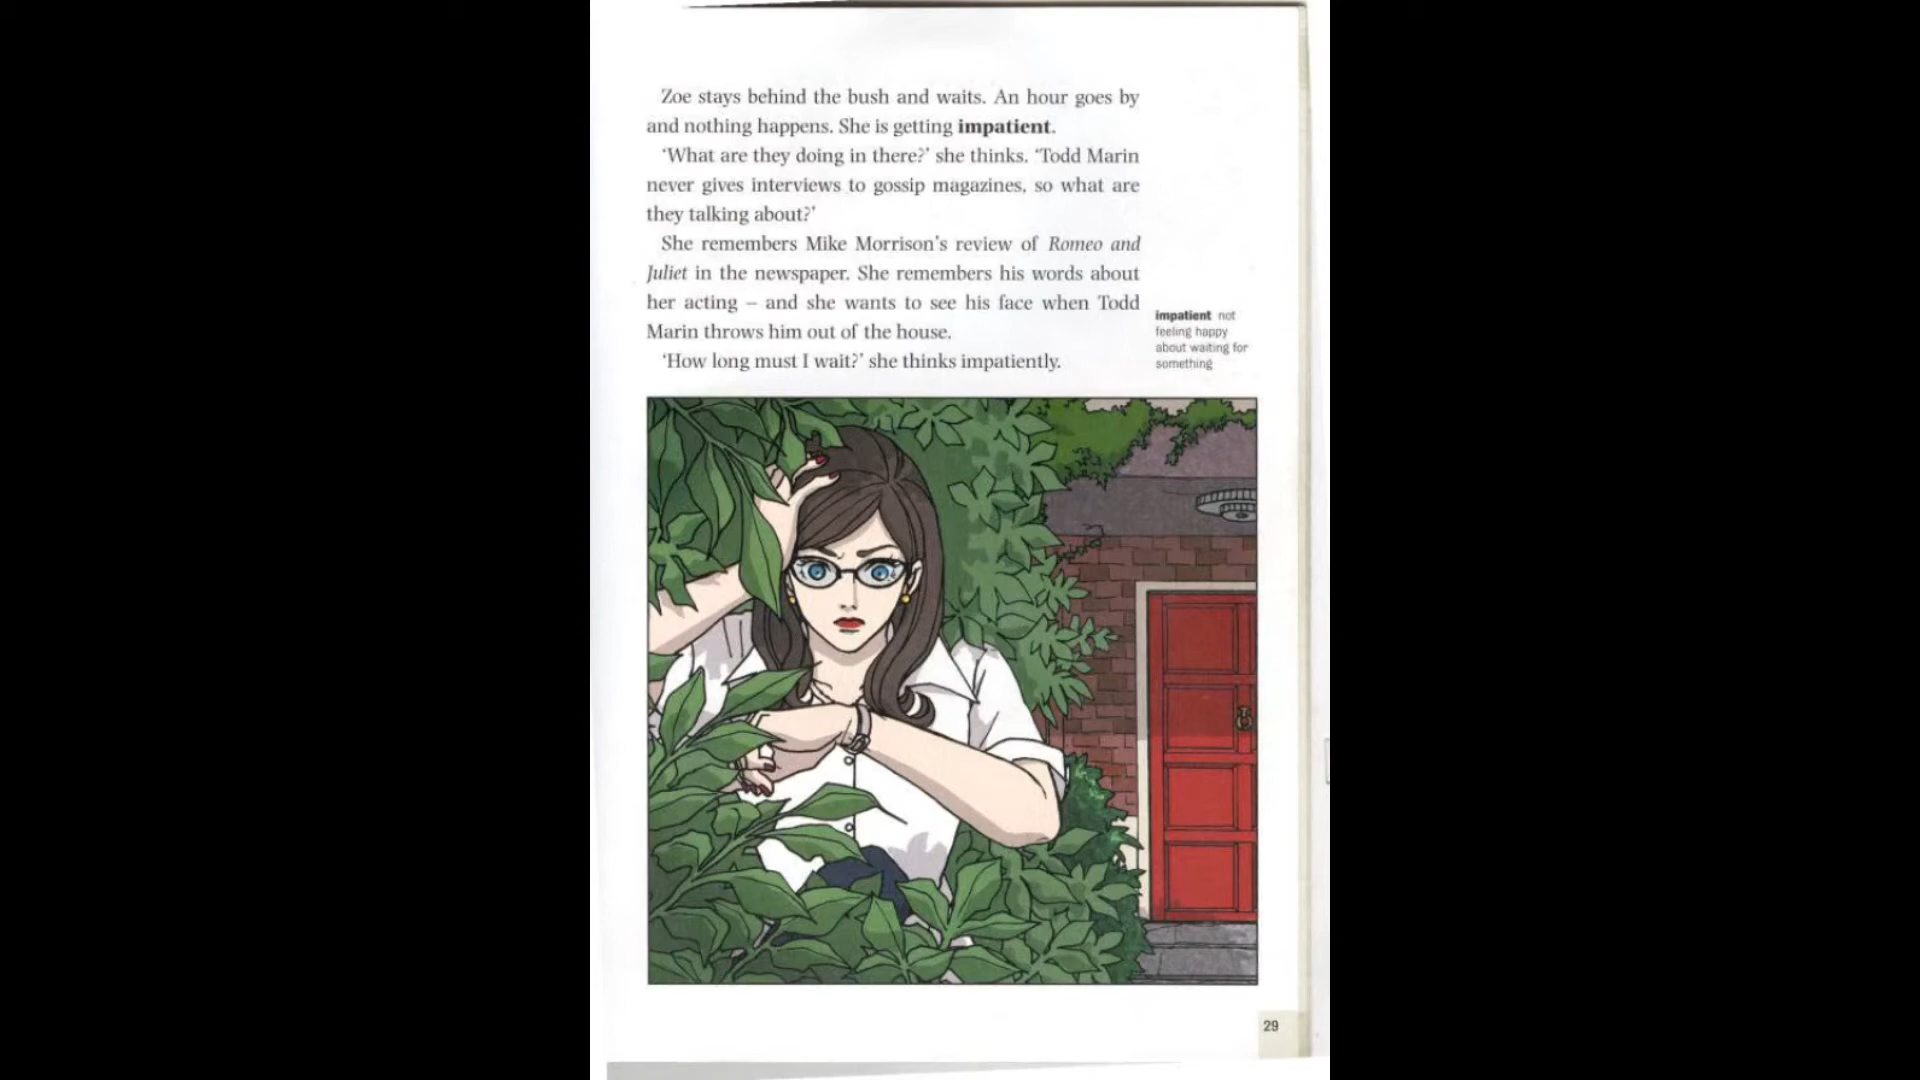 Zoe stays behind the bush and waits. An hour goes by
and nothing happens. She is getting impatient.
‘What are they doing in there?’ she thinks. ‘Todd Marin
never gives interviews to gossip magazines, so what are
they talking about?’
She remembers Mike Morrison’s review of Romeo and
Juliet in the newspaper. She remembers his words about
her acting – and she wants to see his face when Todd
Marin throws him out of the house.
‘How long must I wait?’ she thinks impatiently.
impatient not
feeling happy
about waiting for
something
29